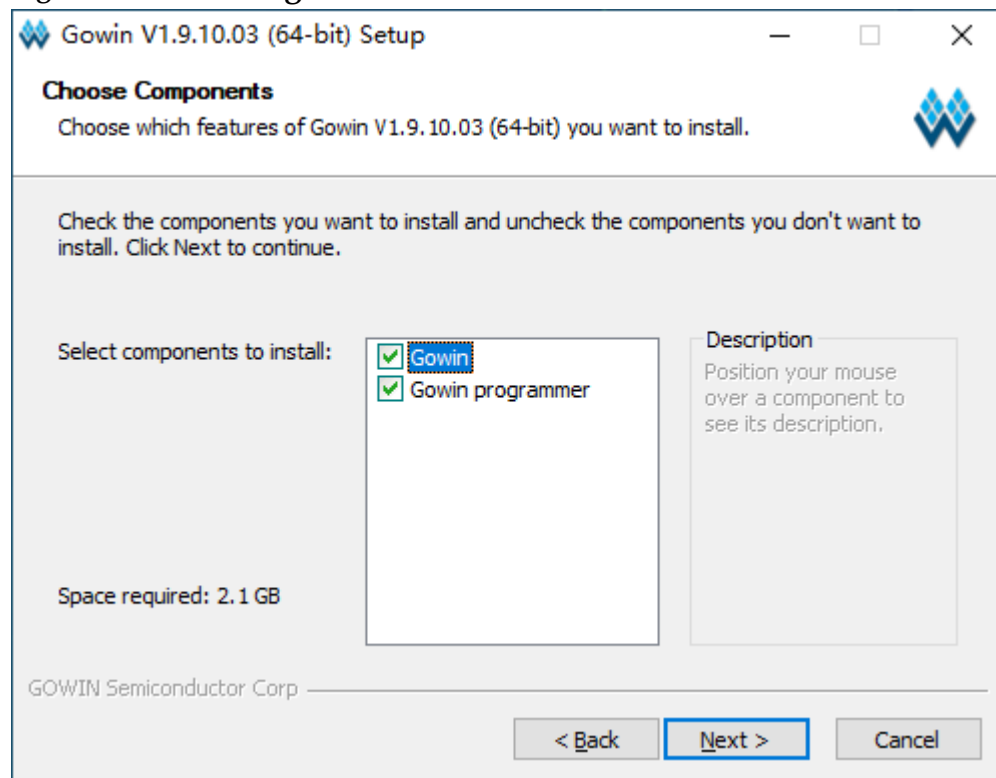 Gowin V1.9.10.03 (64-bit) Setup
Choose Components
Choose which features of Gowin V1.9.10.03 (64-bit) you want to install.
Check the components you want to install and uncheck the components you don't want to
install. Click Next to continue.
Select components to install:
Gowin
Gowin programmer
Description
Position your mouse
over a component to
see its description.
Space required: 2.1 GB
GOWIN Semiconductor Corp
< Back
Next >
Cancel